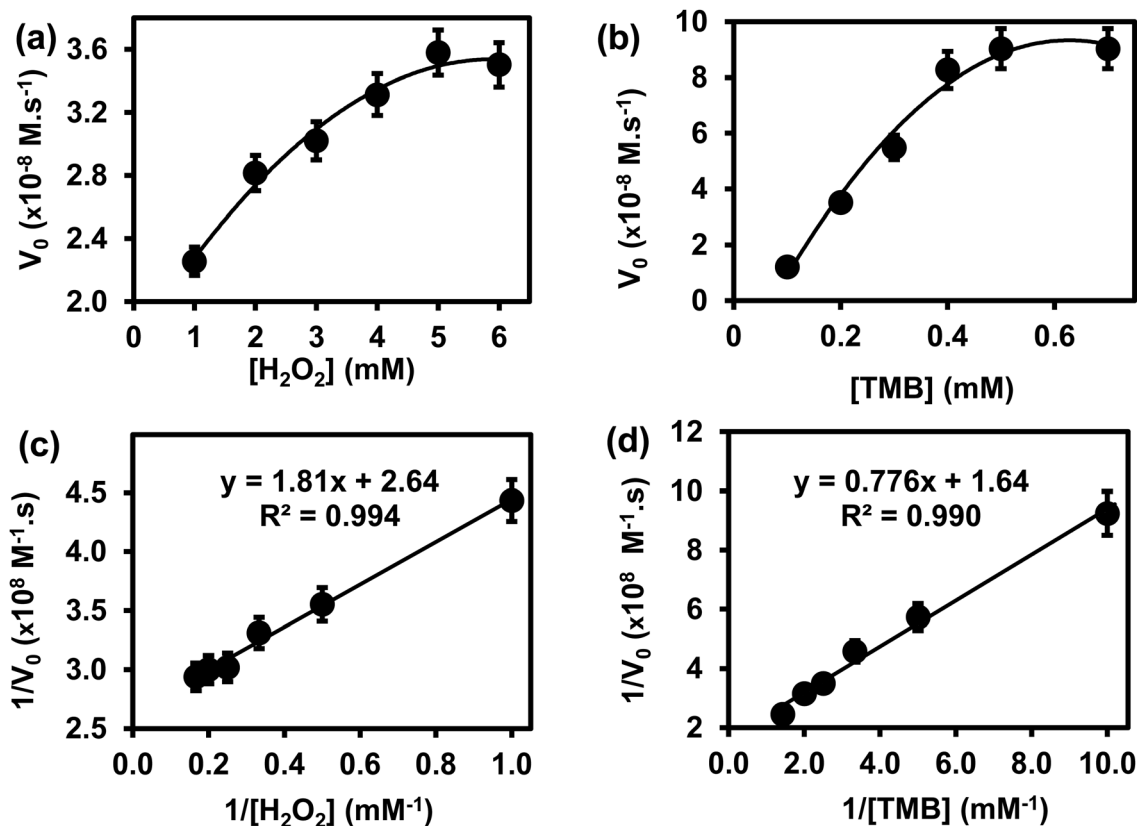 (a)
V₀ (x10⁻⁸ M.s⁻¹)
3.6
3.2
2.8
2.4
2.0
0 1 2 3 4 5 6
[H₂O₂] (mM)
(b)
V₀ (x10⁻⁸ M.s⁻¹)
10
8
6
4
2
0
0 0.2 0.4 0.6
[TMB] (mM)
(c)
1/V₀ (x10⁸ M⁻¹.s)
4.5
4.0
3.5
3.0
2.5
y = 1.81x + 2.64
R² = 0.994
0.0 0.2 0.4 0.6 0.8 1.0
1/[H₂O₂] (mM⁻¹)
(d)
1/V₀ (x10⁸ M⁻¹.s)
12
10
8
6
4
2
y = 0.776x + 1.64
R² = 0.990
0.0 2.0 4.0 6.0 8.0 10.0
1/[TMB] (mM⁻¹)